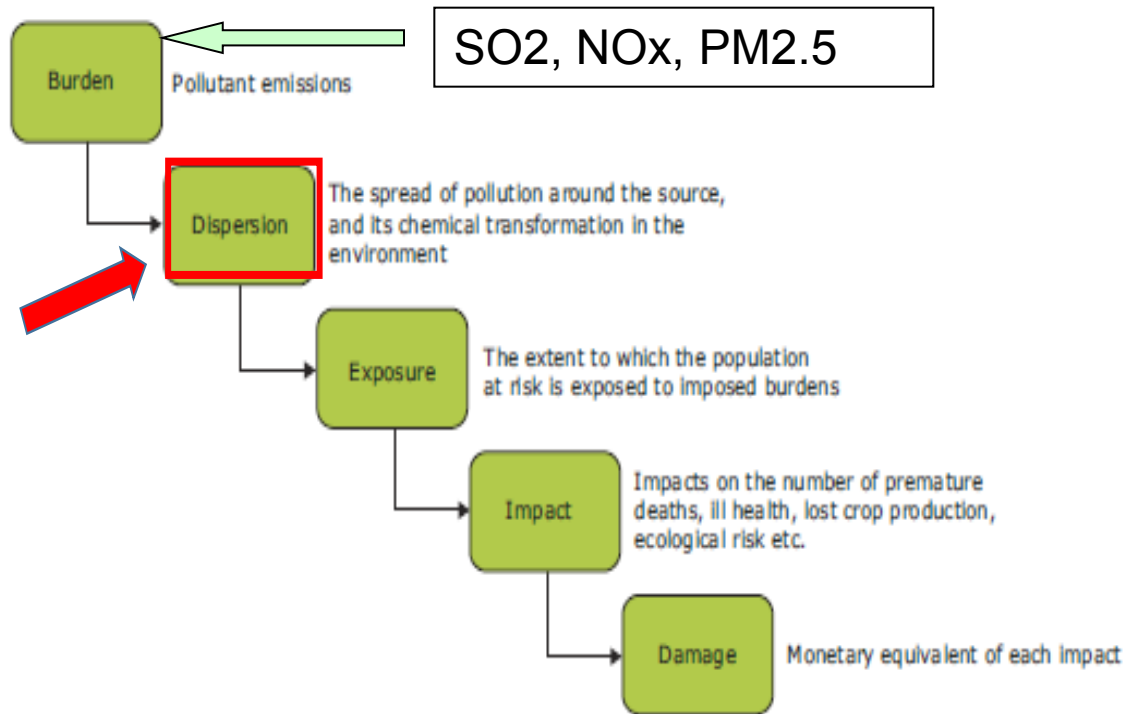 SO2, NOx, PM2.5
Burden
Pollutant emissions
Dispersion
The spread of pollution around the source,
and its chemical transformation in the
environment
Exposure
The extent to which the population
at risk is exposed to imposed burdens
Impact
Impacts on the number of premature
deaths, ill health, lost crop production,
ecological risk etc.
Damage
Monetary equivalent of each impact